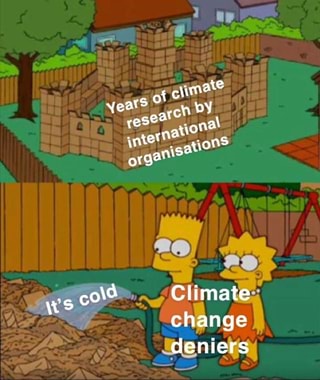 Years of climate
research by
international
organisations
It's cold
Climate
change
deniers